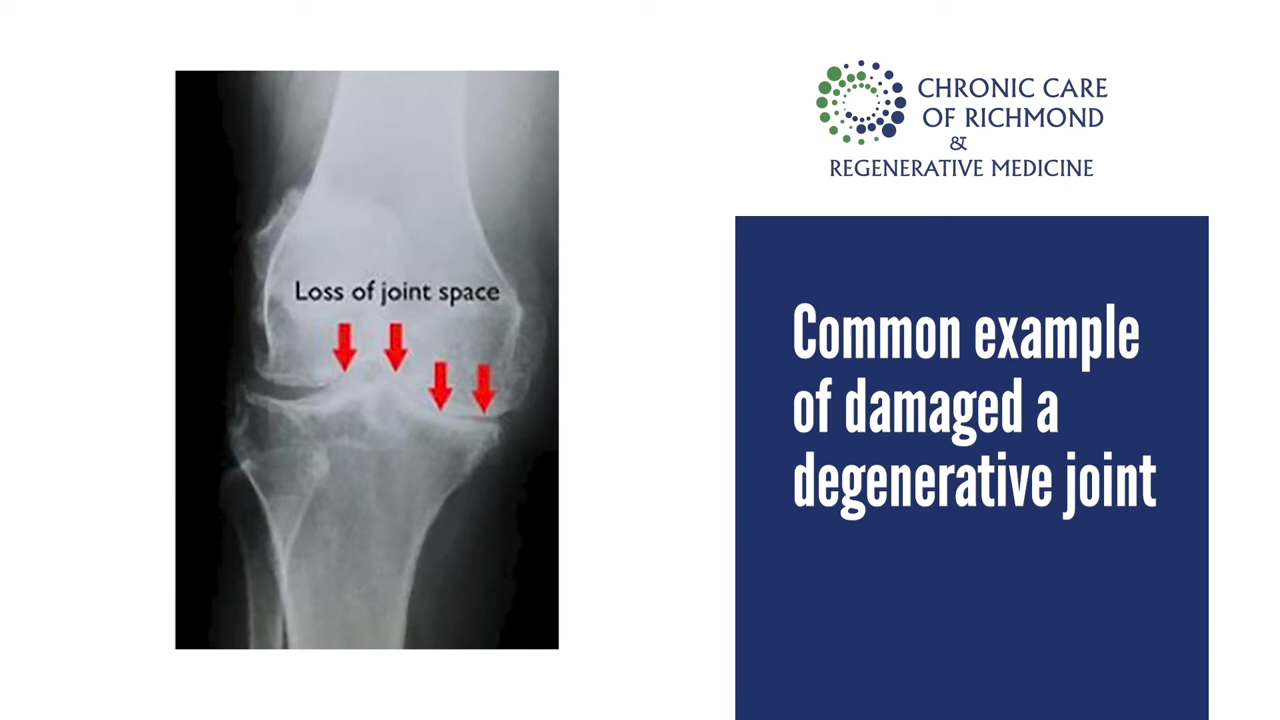 Loss of joint space
CHRONIC CARE
OF RICHMOND
&
REGENERATIVE MEDICINE
Common example
of damaged a
degenerative joint